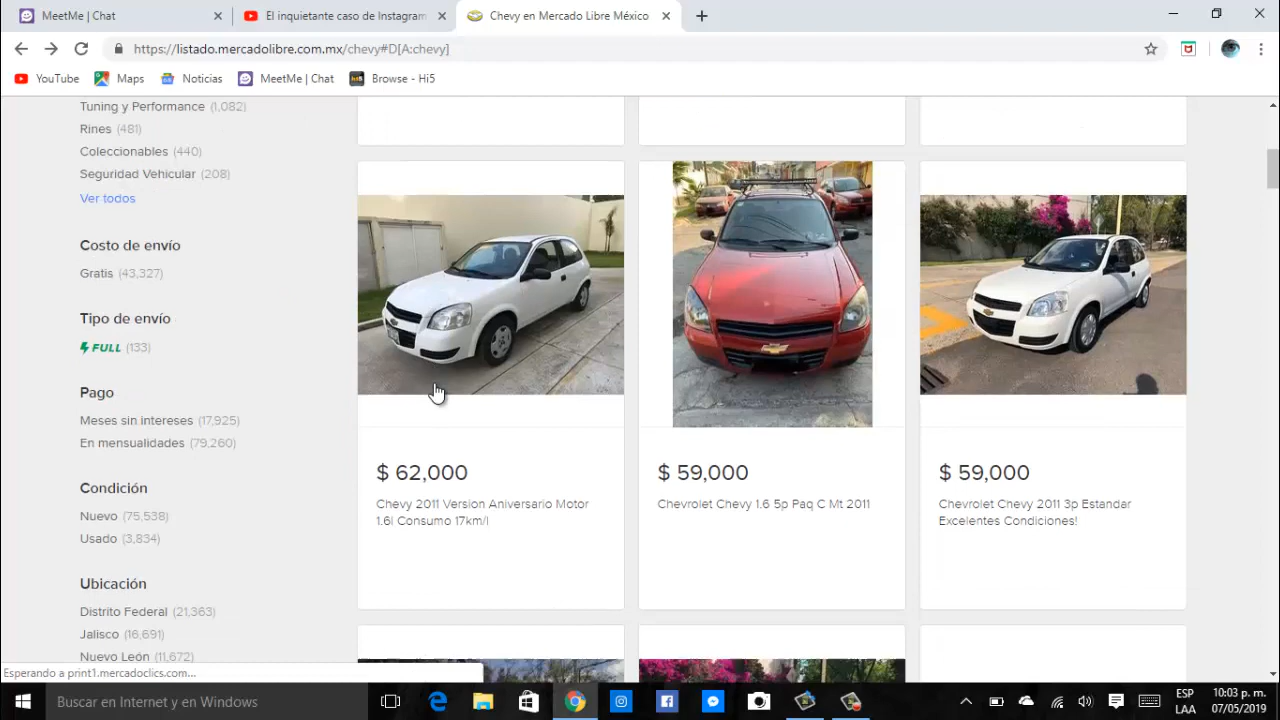 MeetMe | Chat
El inquietante caso de Instagram
Chevy en Mercado Libre México
https://listado.mercadolibre.com.mx/chevy#D[A:chevy]
YouTube
Maps
Noticias
MeetMe | Chat
Browse - Hi5
Tuning y Performance (1,082)
Rines (481)
Coleccionables (440)
Seguridad Vehicular (208)
Ver todos
Costo de envío
Gratis (43,327)
Tipo de envío
FULL (133)
Pago
Meses sin intereses (17,925)
En mensualidades (79,260)
Condición
Nuevo (75,538)
Usado (3,834)
Ubicación
Distrito Federal (21,363)
Jalisco (16,691)
Nuevo León (11,672)
$ 62,000
Chevy 2011 Version Aniversario Motor
1.6l Consumo 17km/l
$ 59,000
Chevrolet Chevy 1.6 5p Paq C Mt 2011
$ 59,000
Chevrolet Chevy 2011 3p Estandar
Excelentes Condiciones!
Esperando a print1.mercadoclics.com...
Buscar en Internet y en Windows
ESP
LAA
10:03 p. m.
07/05/2019